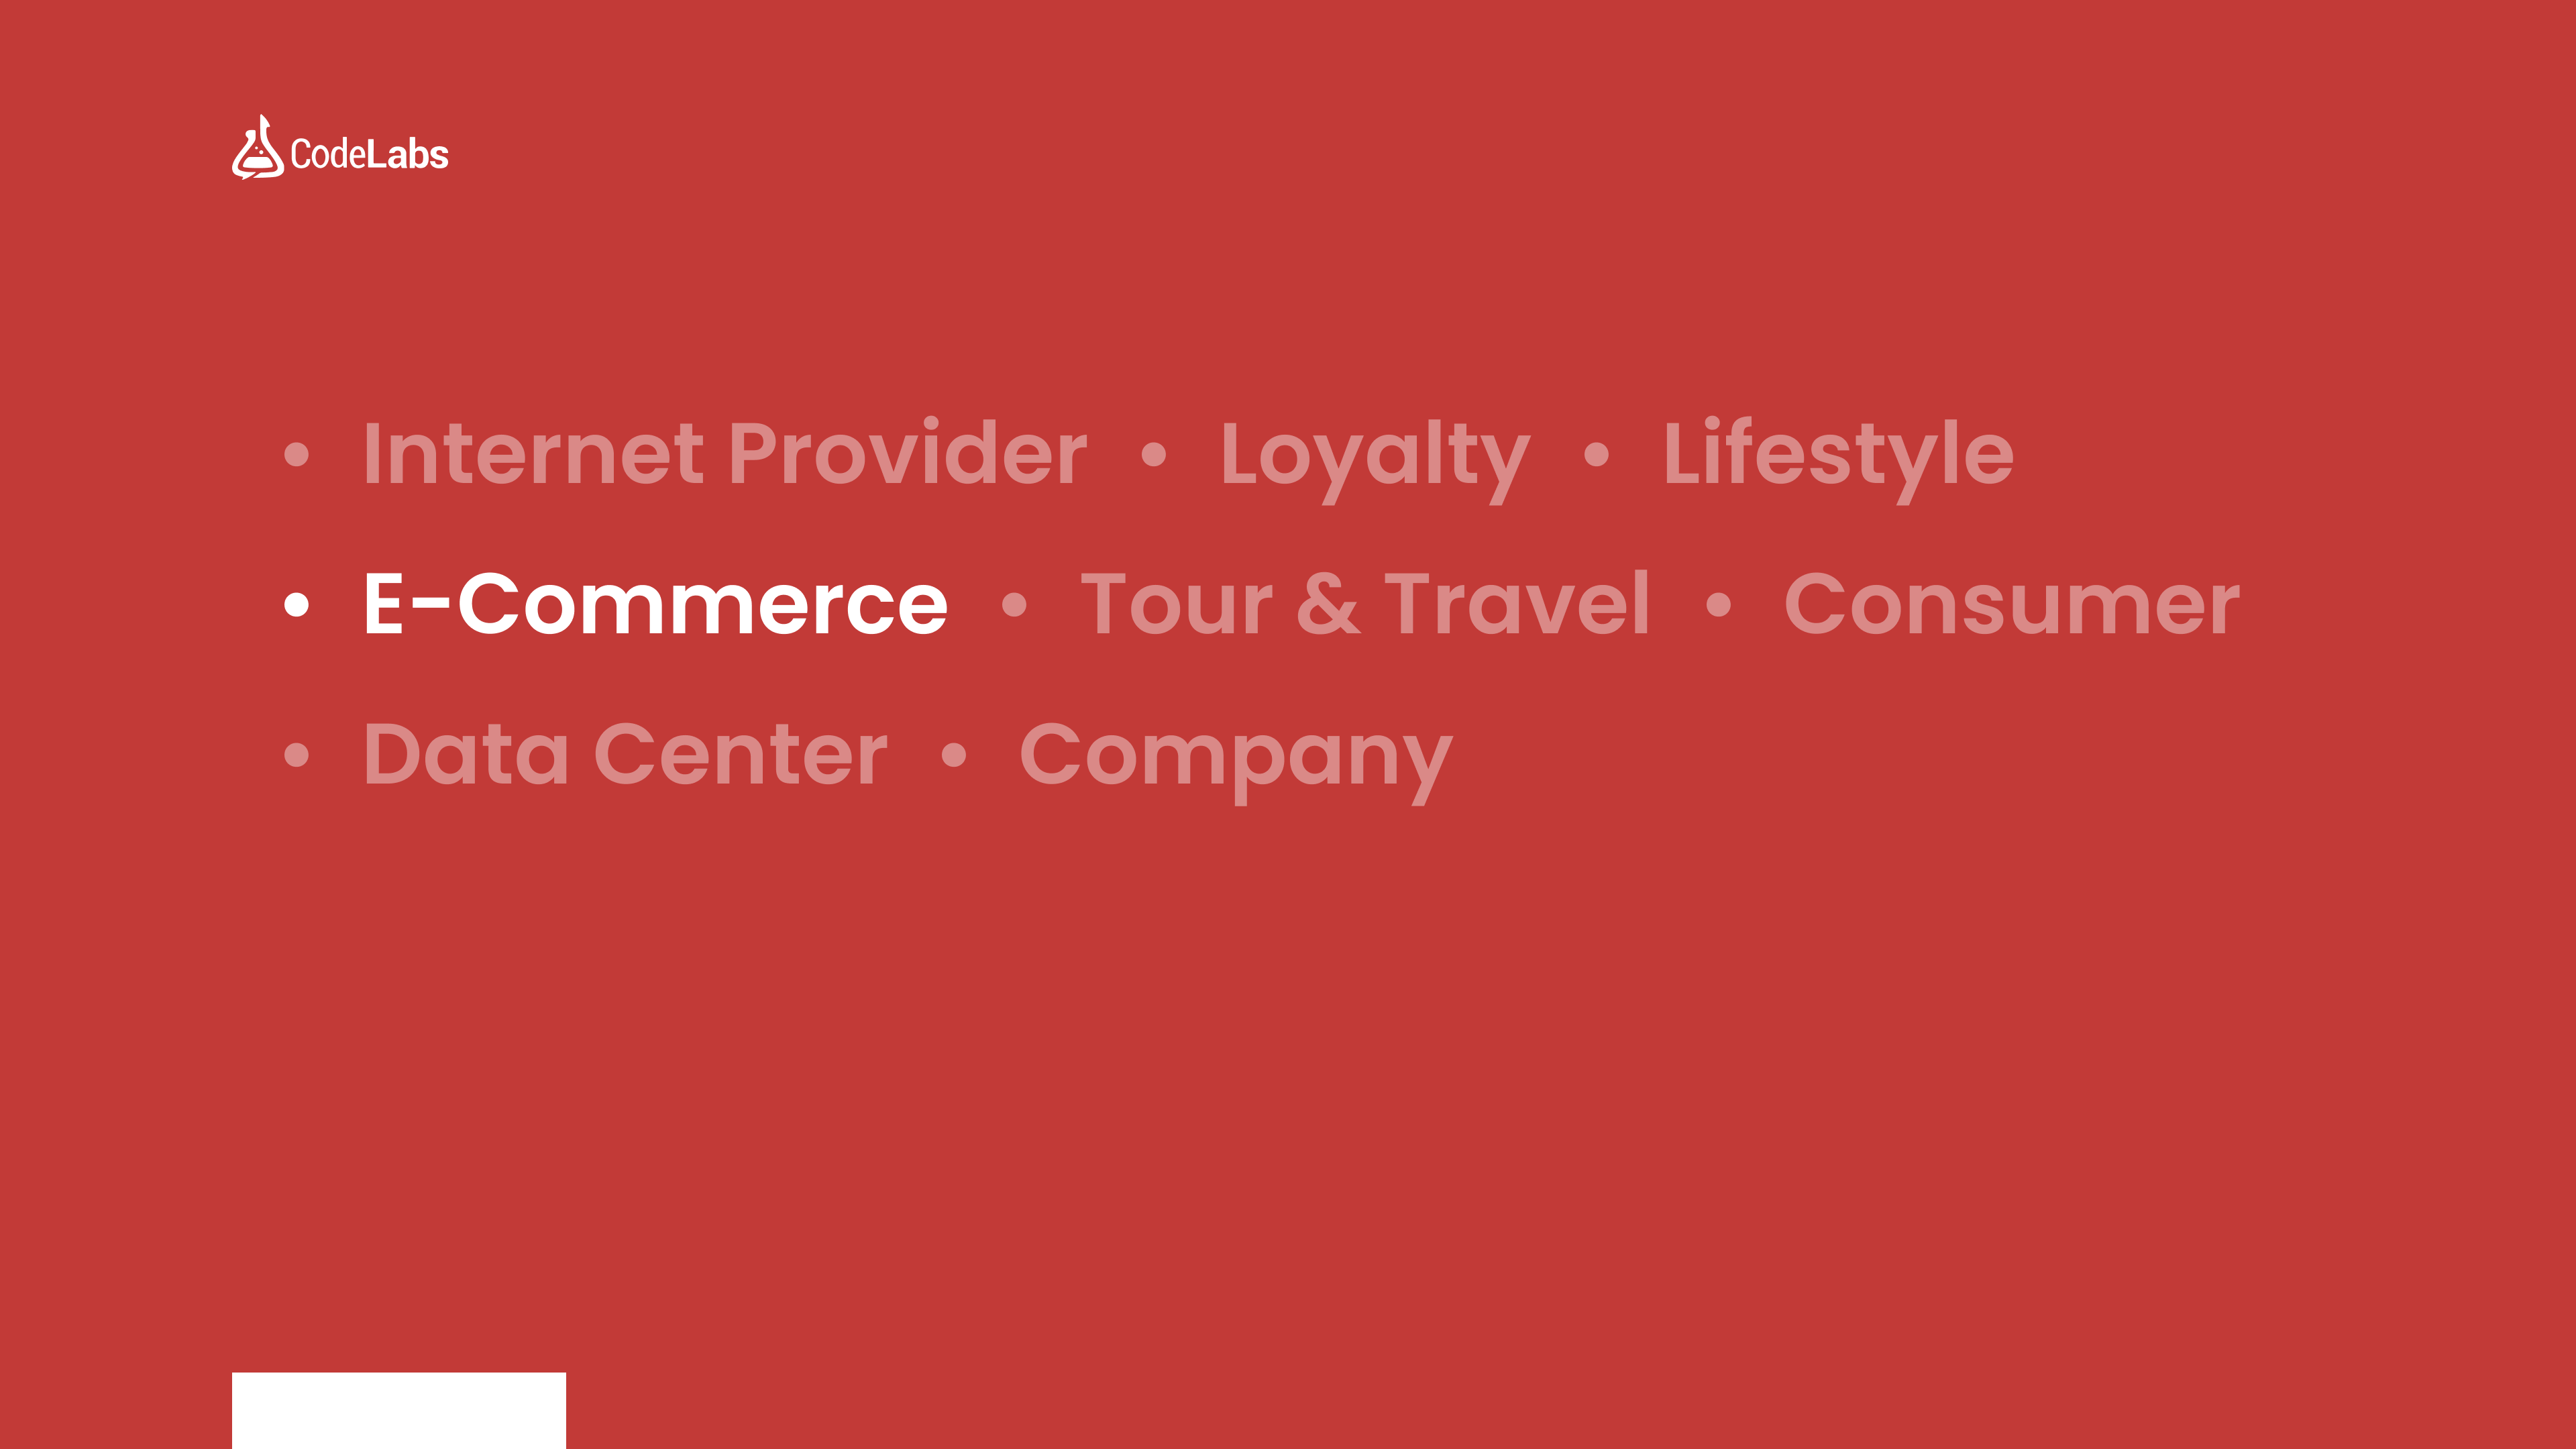 CodeLabs
• Internet Provider • Loyalty • Lifestyle
• E-Commerce • Tour & Travel • Consumer
• Data Center • Company